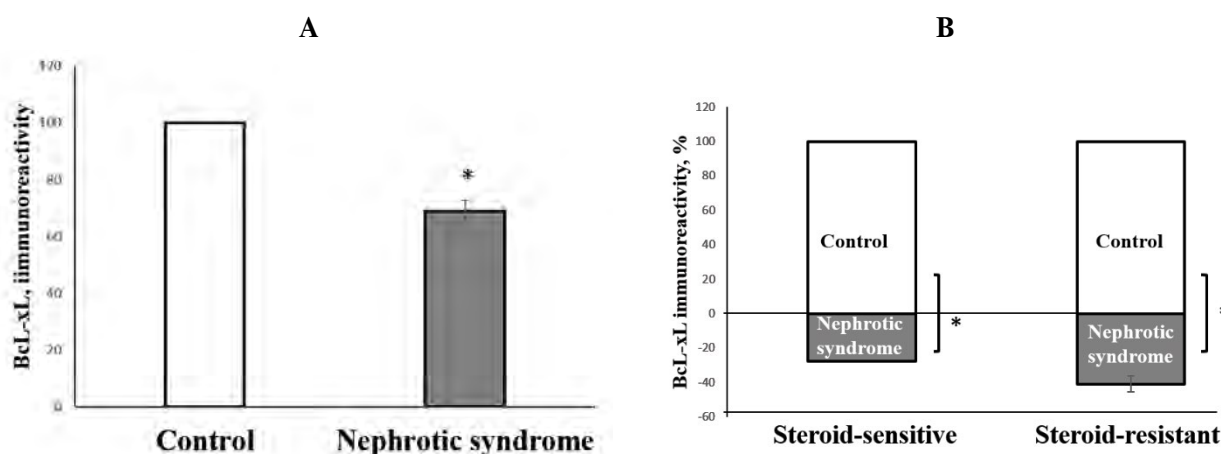 A
BcL-xL, iimmunoreactivity
120
100
80
60
40
20
0
*
Control
Nephrotic syndrome
B
BcL-xL immunoreactivity, %
120
100
80
60
40
20
0
-20
-40
-60
Control
Nephrotic
syndrome
*
Control
Nephrotic
syndrome
*
Steroid-sensitive
Steroid-resistant